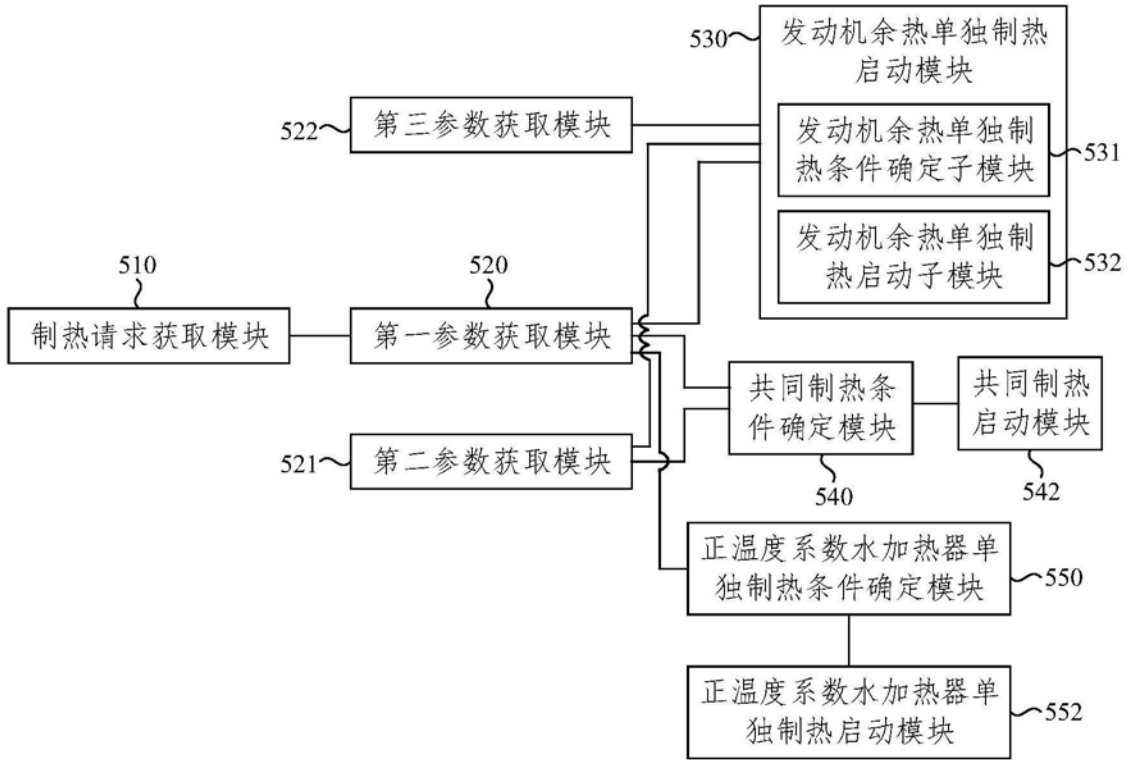 530
发动机余热单独制热
启动模块
522
第三参数获取模块
发动机余热单独制
热条件确定子模块
531
发动机余热单独制
热启动子模块
532
510
520
制热请求获取模块
第一参数获取模块
共同制热条
件确定模块
共同制热
启动模块
521
第二参数获取模块
540
542
正温度系数水加热器单
独制热条件确定模块
550
正温度系数水加热器单
独制热启动模块
552